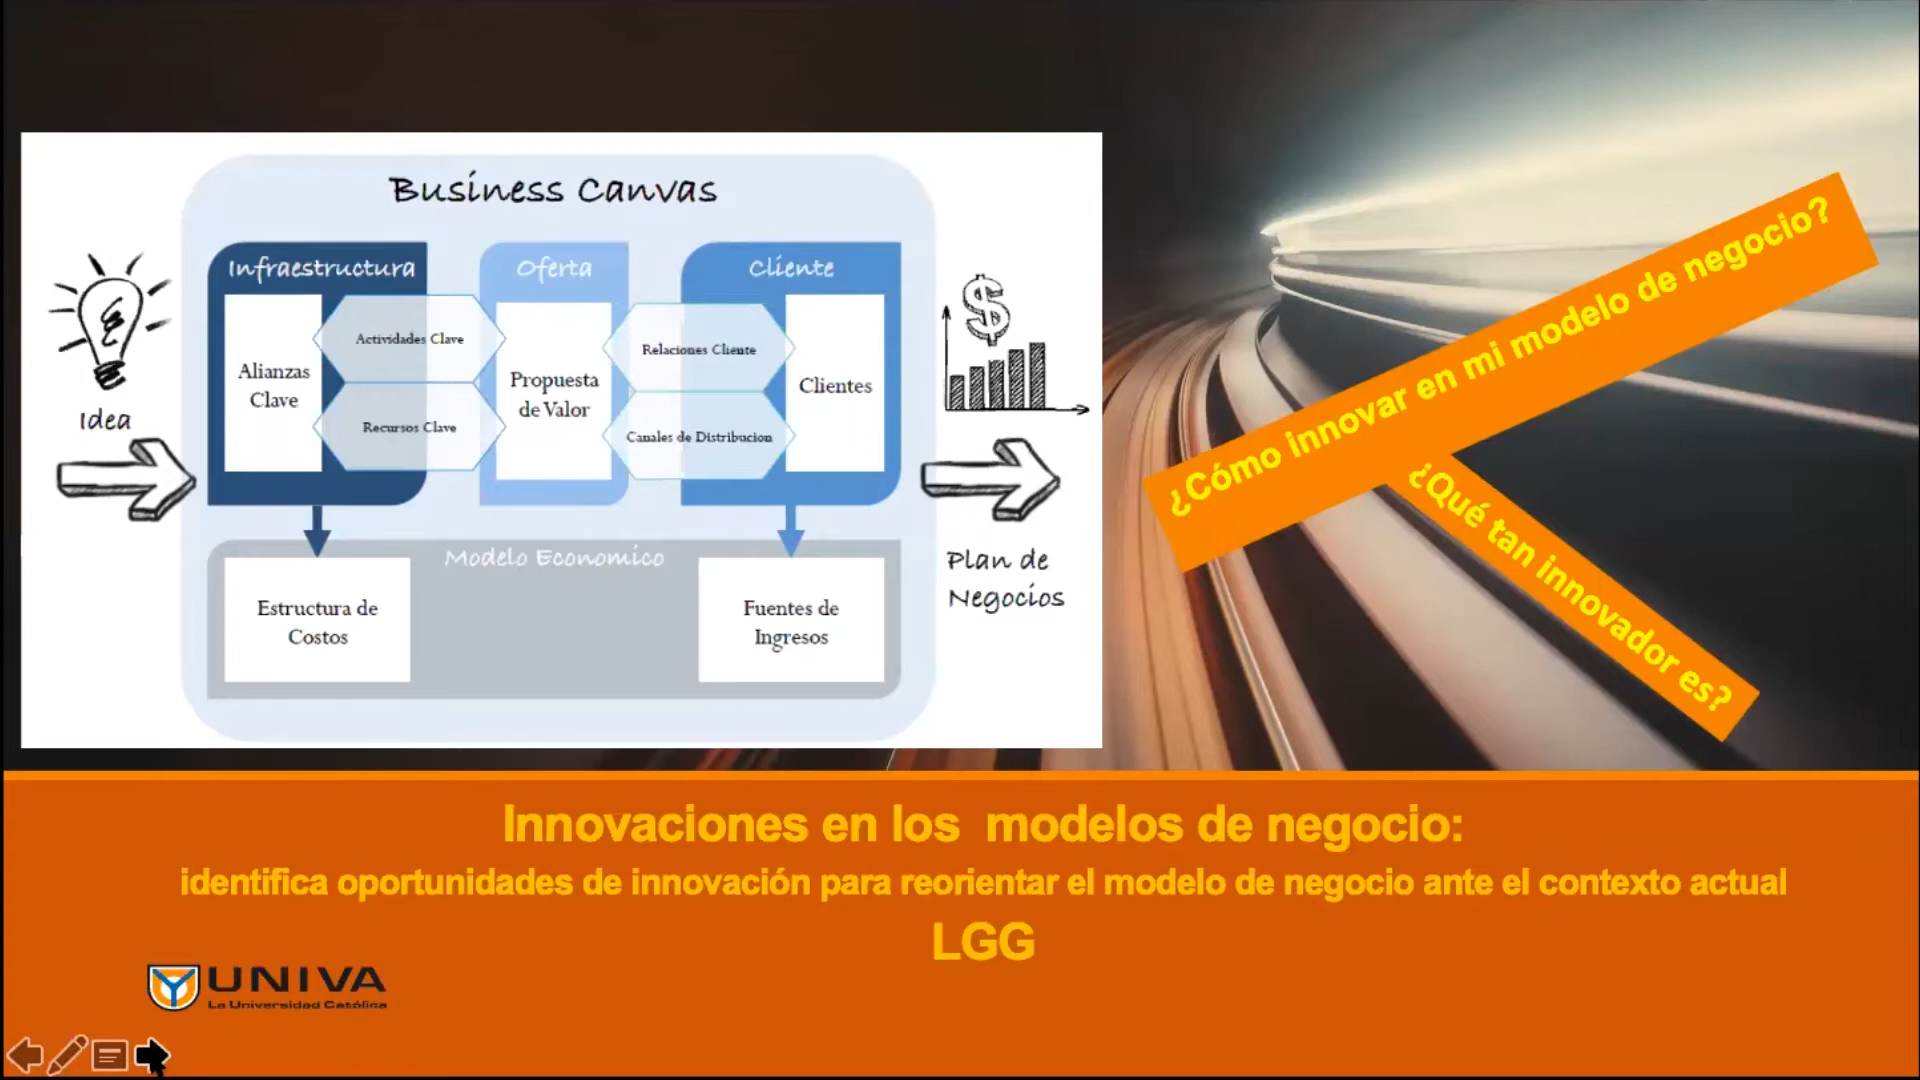 Business Canvas
Infraestructura
Oferta
Cliente
Idea
Alianzas
Clave
Actividades Clave
Recursos Clave
Propuesta
de Valor
Relaciones Cliente
Canales de Distribucion
Clientes
$
Modelo Economico
Estructura de
Costos
Fuentes de
Ingresos
Plan de
Negocios
¿Cómo innovar en mi modelo de negocio?
¿Qué tan innovador es?
Innovaciones en los  modelos de negocio:
identifica oportunidades de innovación para reorientar el modelo de negocio ante el contexto actual
LGG
UNIVA
La Universidad Católica